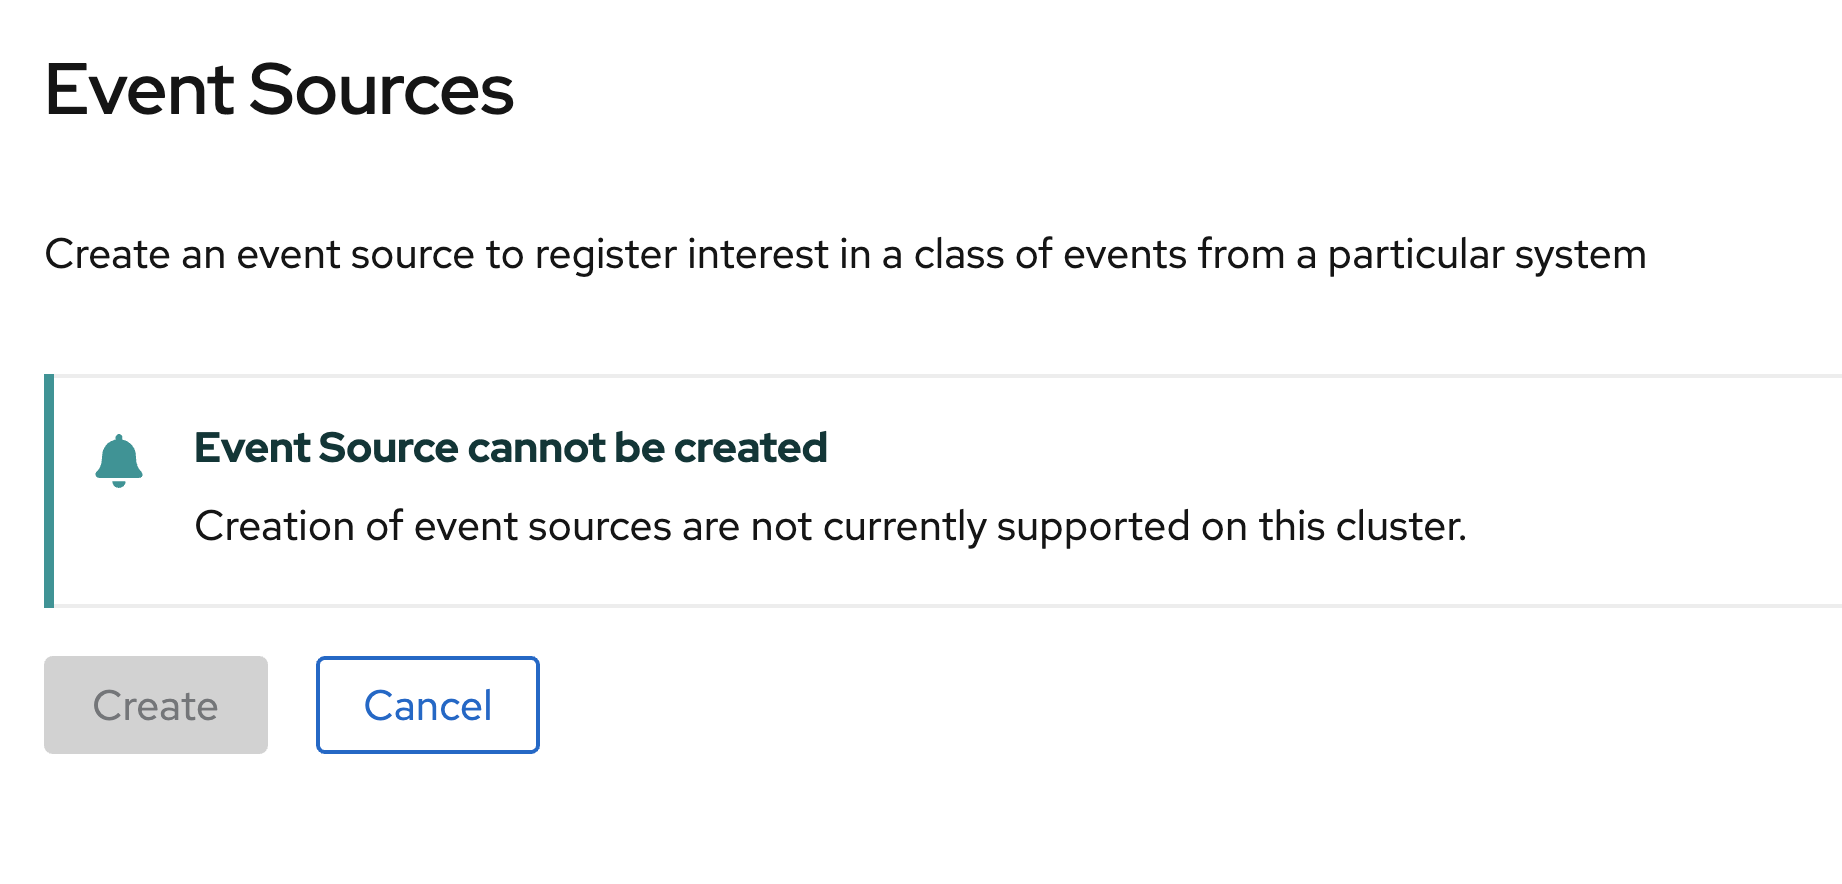 Event Sources
Create an event source to register interest in a class of events from a particular system
Event Source cannot be created
Creation of event sources are not currently supported on this cluster.
Create
Cancel